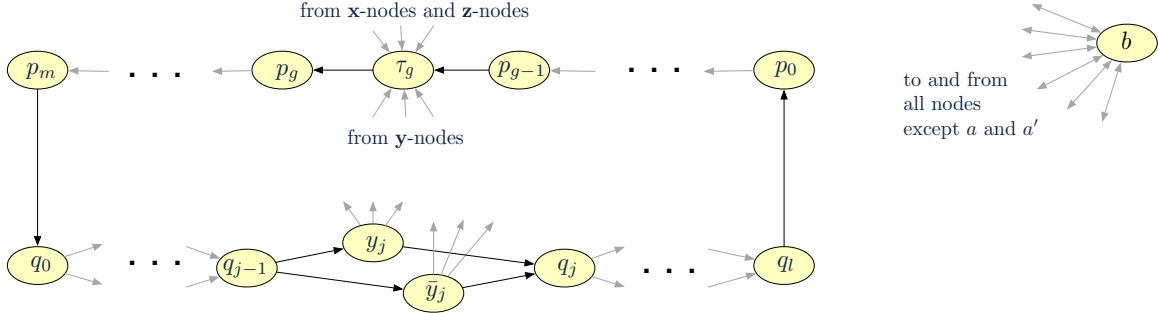 from x-nodes and z-nodes
b
p_m . . . p_g τ_g p_{g−1} . . . p_0
to and from
all nodes
except a and a′
from y-nodes
y_j
q_0 . . . q_{j−1} q_j . . . q_l
ȳ_j